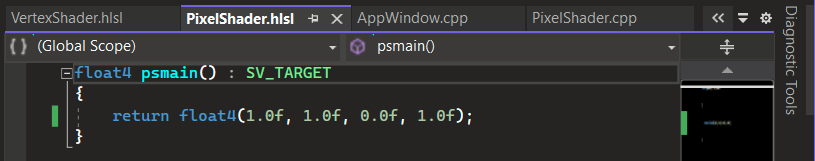 VertexShader.hlsl PixelShader.hlsl AppWindow.cpp PixelShader.cpp
(Global Scope) psmain()
float4 psmain() : SV_TARGET
{
return float4(1.0f, 1.0f, 0.0f, 1.0f);
}
Diagnostic Tools